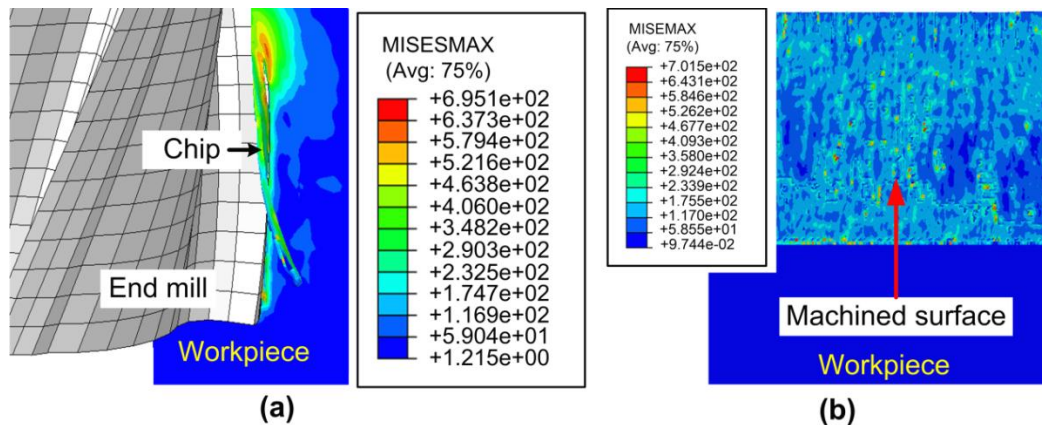 Chip
End mill
Workpiece
(a)
MISESMAX
(Avg: 75%)
+6.951e+02
+6.373e+02
+5.794e+02
+5.216e+02
+4.638e+02
+4.060e+02
+3.482e+02
+2.903e+02
+2.325e+02
+1.747e+02
+1.169e+02
+5.904e+01
+1.215e+00
MISESMAX
(Avg: 75%)
+7.015e+02
+6.431e+02
+5.846e+02
+5.262e+02
+4.677e+02
+4.093e+02
+3.580e+02
+2.924e+02
+2.339e+02
+1.755e+02
+1.170e+02
+5.855e+01
+9.744e-02
Machined surface
Workpiece
(b)